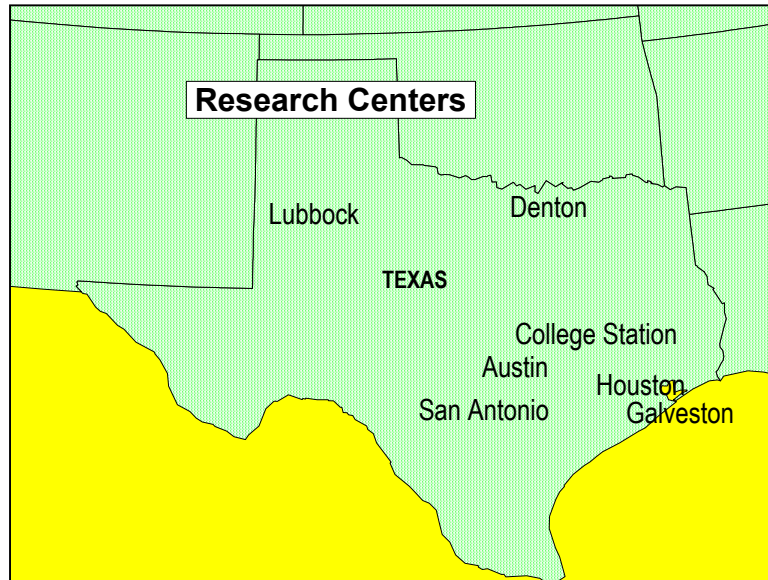 Research Centers
Lubbock
Denton
TEXAS
College Station
Austin
Houston
San Antonio
Galveston